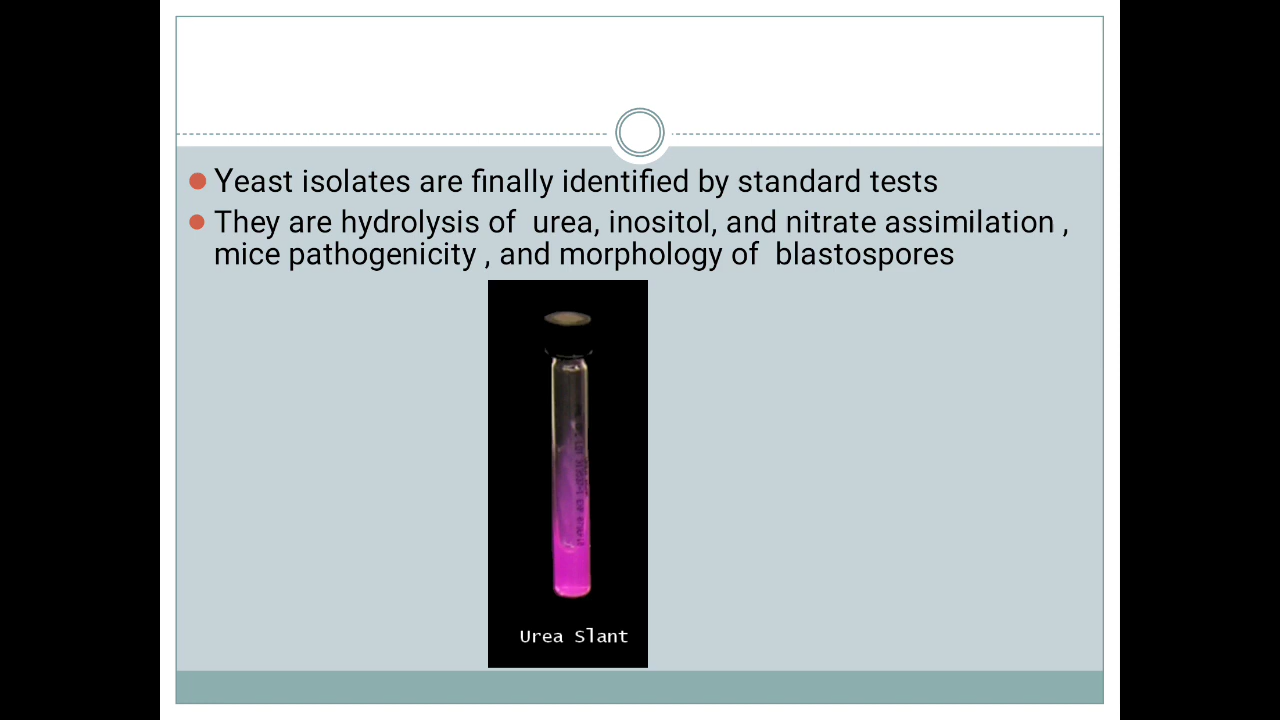 Yeast isolates are finally identified by standard tests
They are hydrolysis of  urea, inositol, and nitrate assimilation ,
mice pathogenicity , and morphology of  blastospores
Urea Slant